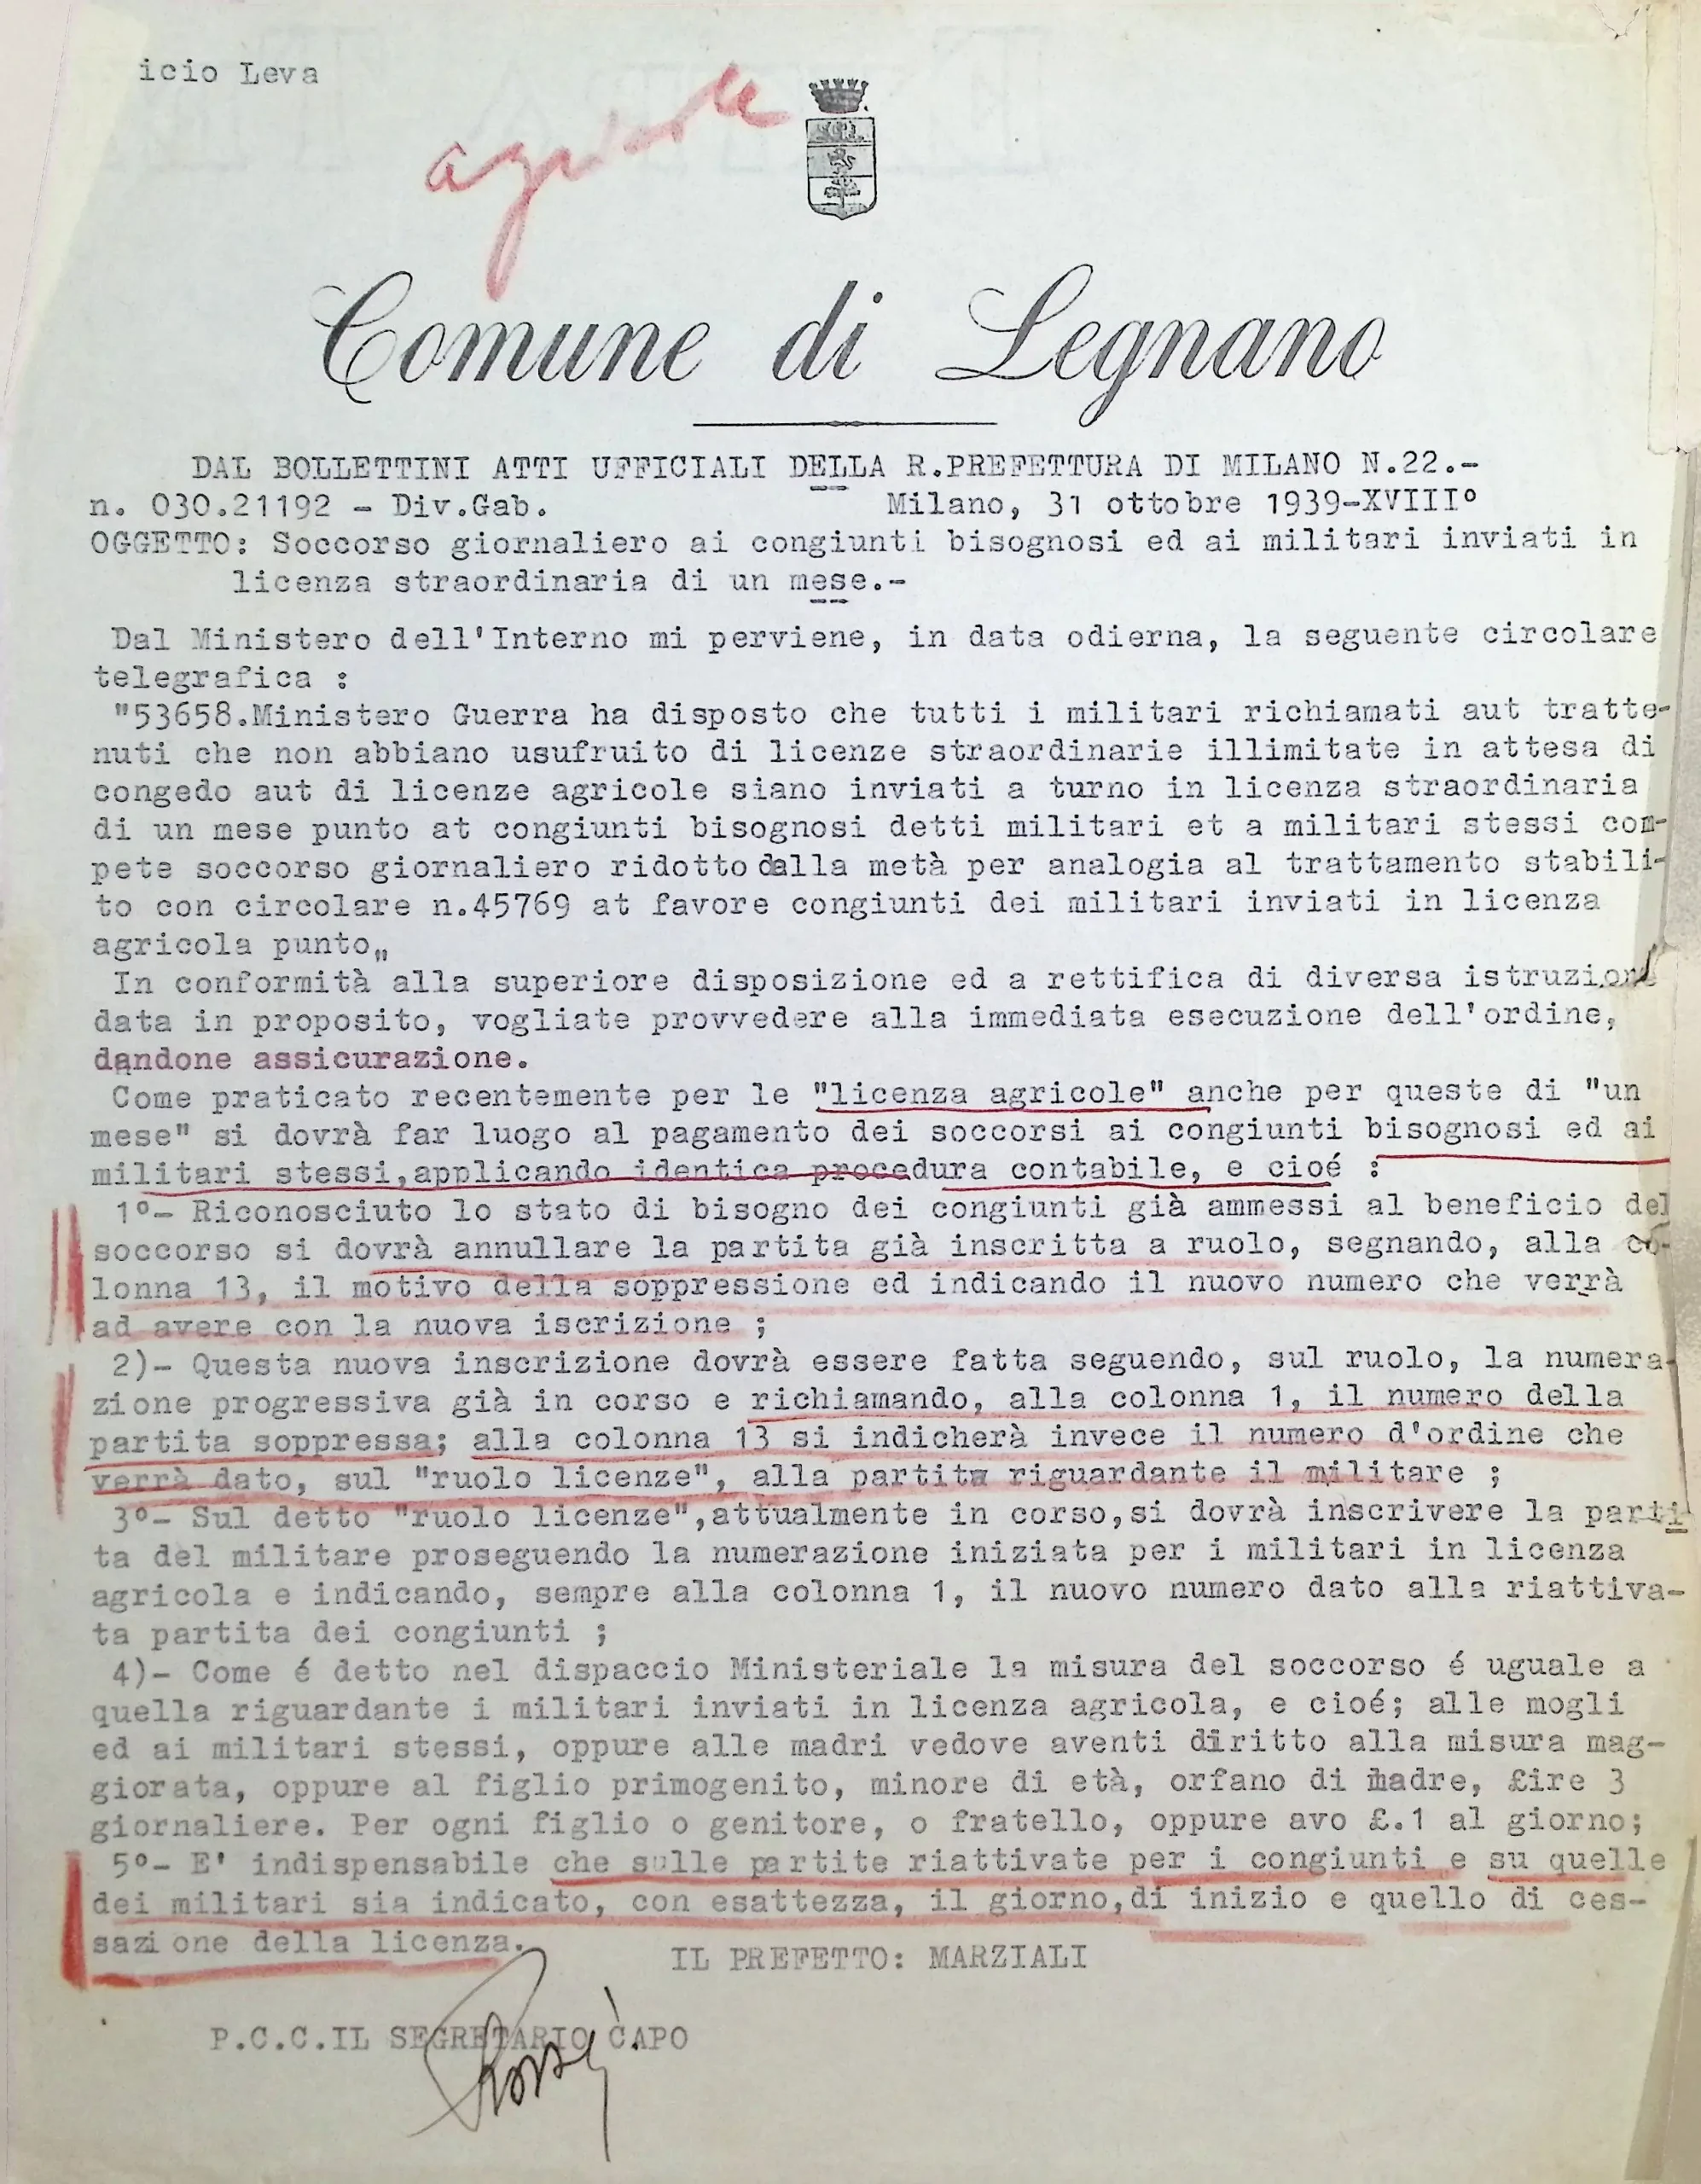 icio Leva
agricole
Comune di Legnano
DAL BOLLETTINI ATTI UFFICIALI DELLA R.PREFETTURA DI MILANO N.22.-
n. 030.21192 - Div.Gab. Milano, 31 ottobre 1939-XVIIIº
OGGETTO: Soccorso giornaliero ai congiunti bisognosi ed ai militari inviati in
licenza straordinaria di un mese.-
Dal Ministero dell'Interno mi perviene, in data odierna, la seguente circolare
telegrafica :
"53658.Ministero Guerra ha disposto che tutti i militari richiamati aut tratte-
nuti che non abbiano usufruito di licenze straordinarie illimitate in attesa di
congedo aut di licenze agricole siano inviati a turno in licenza straordinaria
di un mese punto at congiunti bisognosi detti militari et a militari stessi com-
pete soccorso giornaliero ridotto dalla metà per analogia al trattamento stabili-
to con circolare n.45769 at favore congiunti dei militari inviati in licenza
agricola punto„
In conformità alla superiore disposizione ed a rettifica di diversa istruzione
data in proposito, vogliate provvedere alla immediata esecuzione dell'ordine,
dandone assicurazione.
Come praticato recentemente per le "licenza agricole" anche per queste di "un
mese" si dovrà far luogo al pagamento dei soccorsi ai congiunti bisognosi ed ai
militari stessi,applicando identica procedura contabile, e cioé :
1º- Riconosciuto lo stato di bisogno dei congiunti già ammessi al beneficio del
soccorso si dovrà annullare la partita già inscritta a ruolo, segnando, alla co-
lonna 13, il motivo della soppressione ed indicando il nuovo numero che verrà
ad avere con la nuova iscrizione ;
2)- Questa nuova inscrizione dovrà essere fatta seguendo, sul ruolo, la numera-
zione progressiva già in corso e richiamando, alla colonna 1, il numero della
partita soppressa; alla colonna 13 si indicherà invece il numero d'ordine che
verrà dato, sul "ruolo licenze", alla partita riguardante il militare ;
3º- Sul detto "ruolo licenze",attualmente in corso,si dovrà inscrivere la parti
ta del militare proseguendo la numerazione iniziata per i militari in licenza
agricola e indicando, sempre alla colonna 1, il nuovo numero dato alla riattiva-
ta partita dei congiunti ;
4)- Come é detto nel dispaccio Ministeriale la misura del soccorso é uguale a
quella riguardante i militari inviati in licenza agricola, e cioé; alle mogli
ed ai militari stessi, oppure alle madri vedove aventi diritto alla misura mag-
giorata, oppure al figlio primogenito, minore di età, orfano di madre, £ire 3
giornaliere. Per ogni figlio o genitore, o fratello, oppure avo £.1 al giorno;
5º- E' indispensabile che sulle partite riattivate per i congiunti e su quelle
dei militari sia indicato, con esattezza, il giorno,di inizio e quello di ces-
sazione della licenza.
IL PREFETTO: MARZIALI
P.C.C.IL SEGRETARIO CAPO